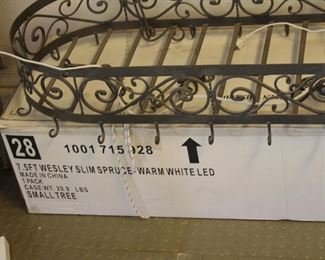 28
1001 715 928
7.5FT WESLEY SLIM SPRUCE-WARM WHITE LED
MADE IN CHINA
1 PACK
CASE WT: 29.9 LBS
SMALL TREE